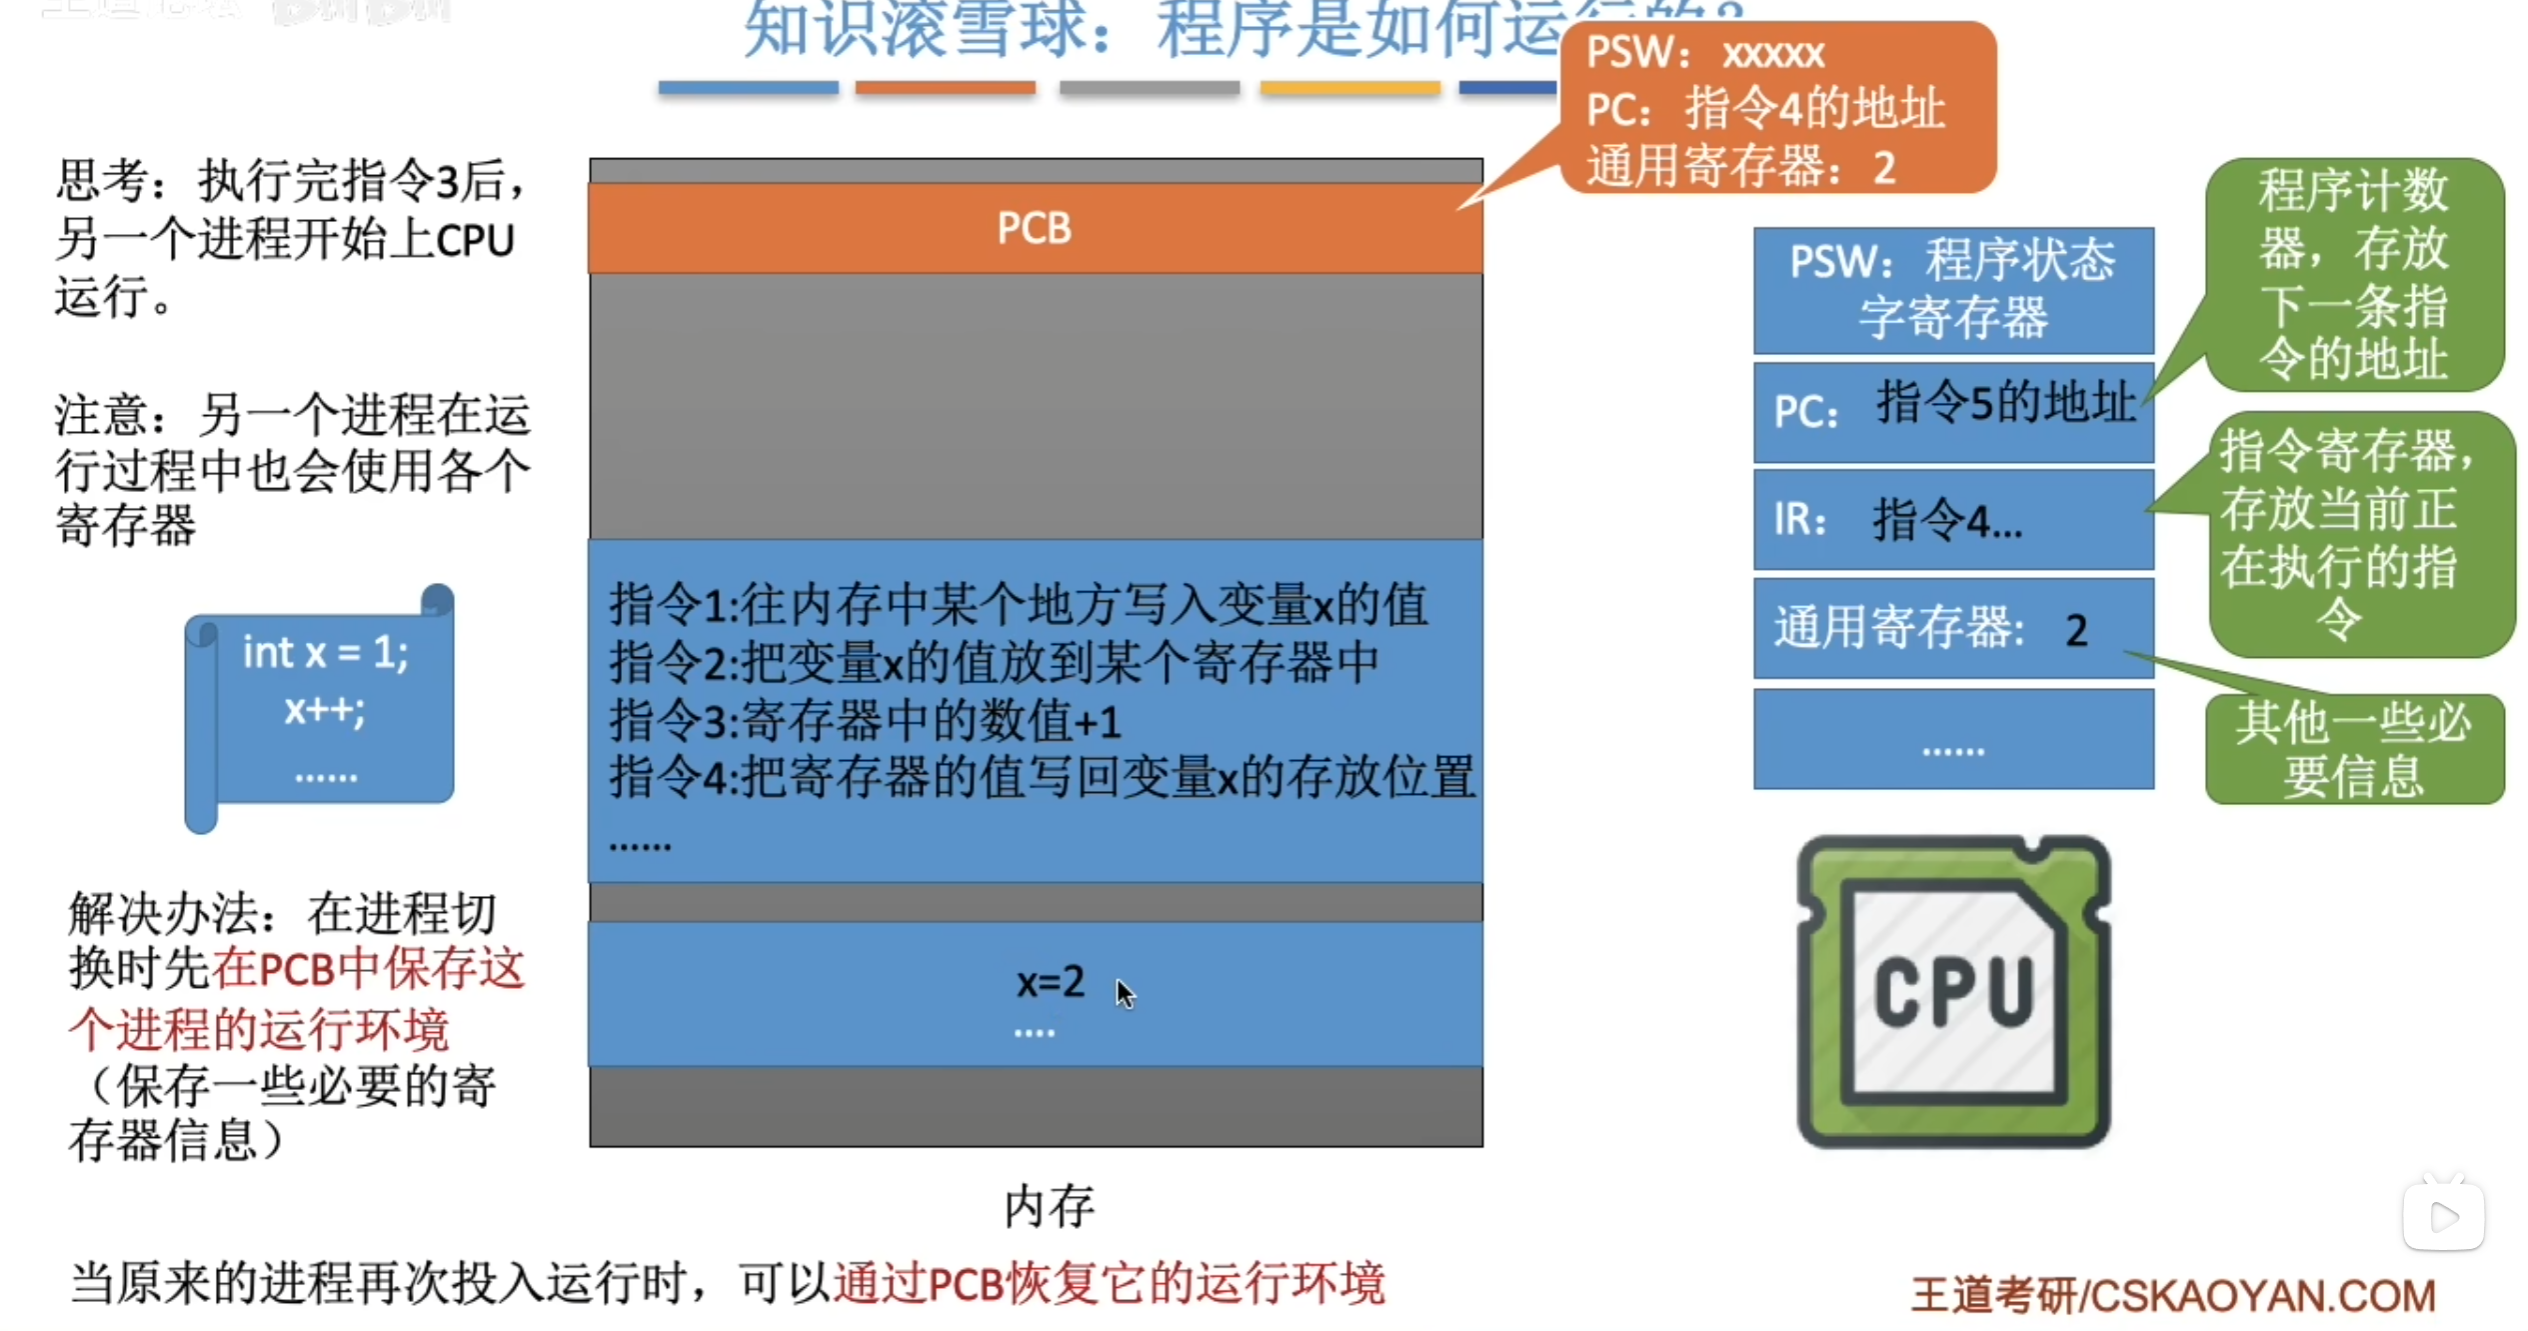 知识滚雪球：程序是如何运行的？
PSW：xxxxx
PC：指令4的地址
通用寄存器：2
思考：执行完指令3后，
另一个进程开始上CPU
运行。
注意：另一个进程在运
行过程中也会使用各个
寄存器
int x = 1;
x++;
......
解决办法：在进程切
换时先在PCB中保存这
个进程的运行环境
（保存一些必要的寄
存器信息）
PCB
指令1:往内存中某个地方写入变量x的值
指令2:把变量x的值放到某个寄存器中
指令3:寄存器中的数值+1
指令4:把寄存器的值写回变量x的存放位置
......
x=2
....
内存
PSW：程序状态
字寄存器
PC：指令5的地址
IR：指令4...
通用寄存器：2
......
程序计数
器，存放
下一条指
令的地址
指令寄存器，
存放当前正
在执行的指
令
其他一些必
要信息
CPU
当原来的进程再次投入运行时，可以通过PCB恢复它的运行环境
王道考研/CSKAOYAN.COM